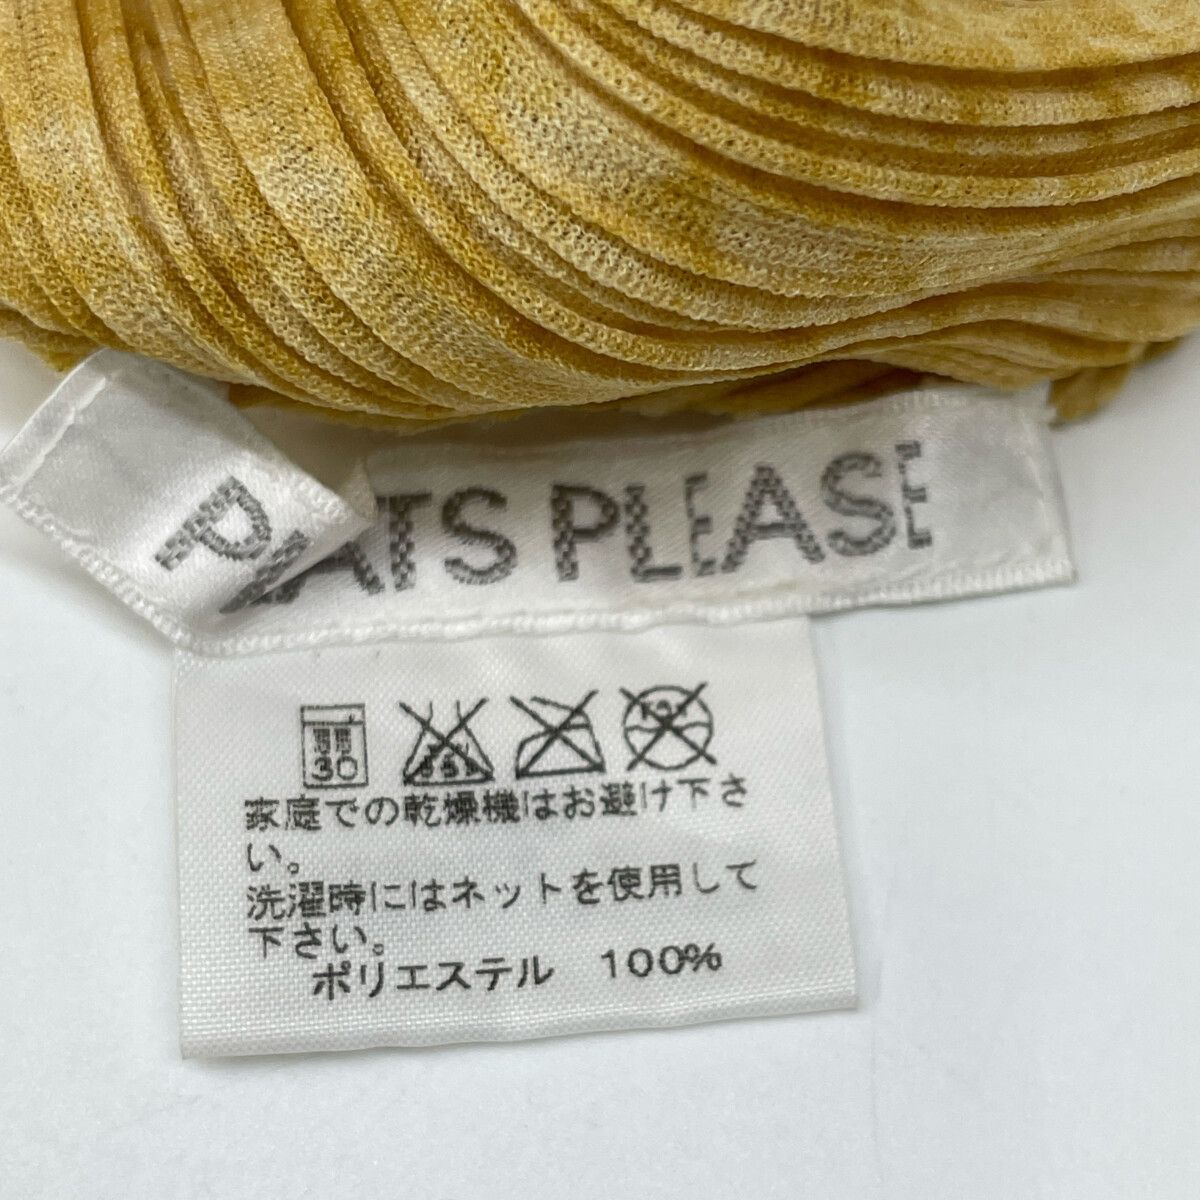 PLATS PLEASE
30
家庭での乾燥機はお避け下さ
い。
洗濯時にはネットを使用して
下さい。
ポリエステル 100%